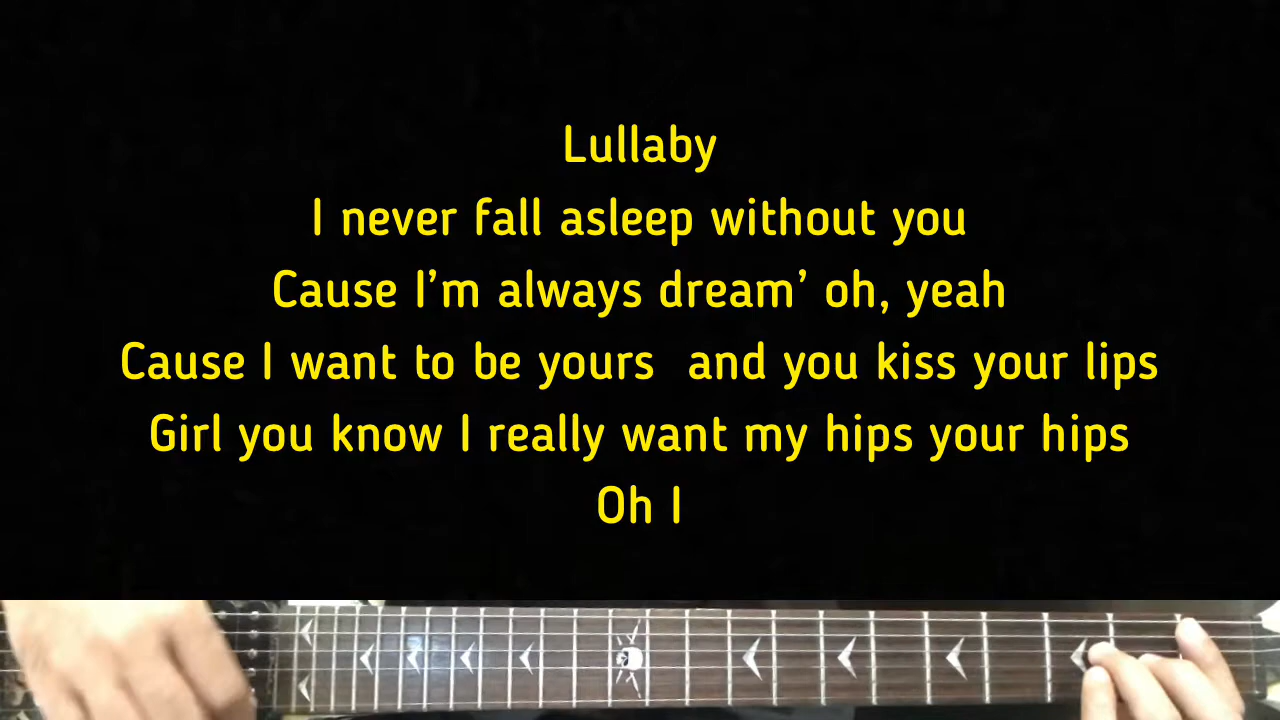 Lullaby
I never fall asleep without you
Cause I’m always dream’ oh, yeah
Cause I want to be yours  and you kiss your lips
Girl you know I really want my hips your hips
Oh I